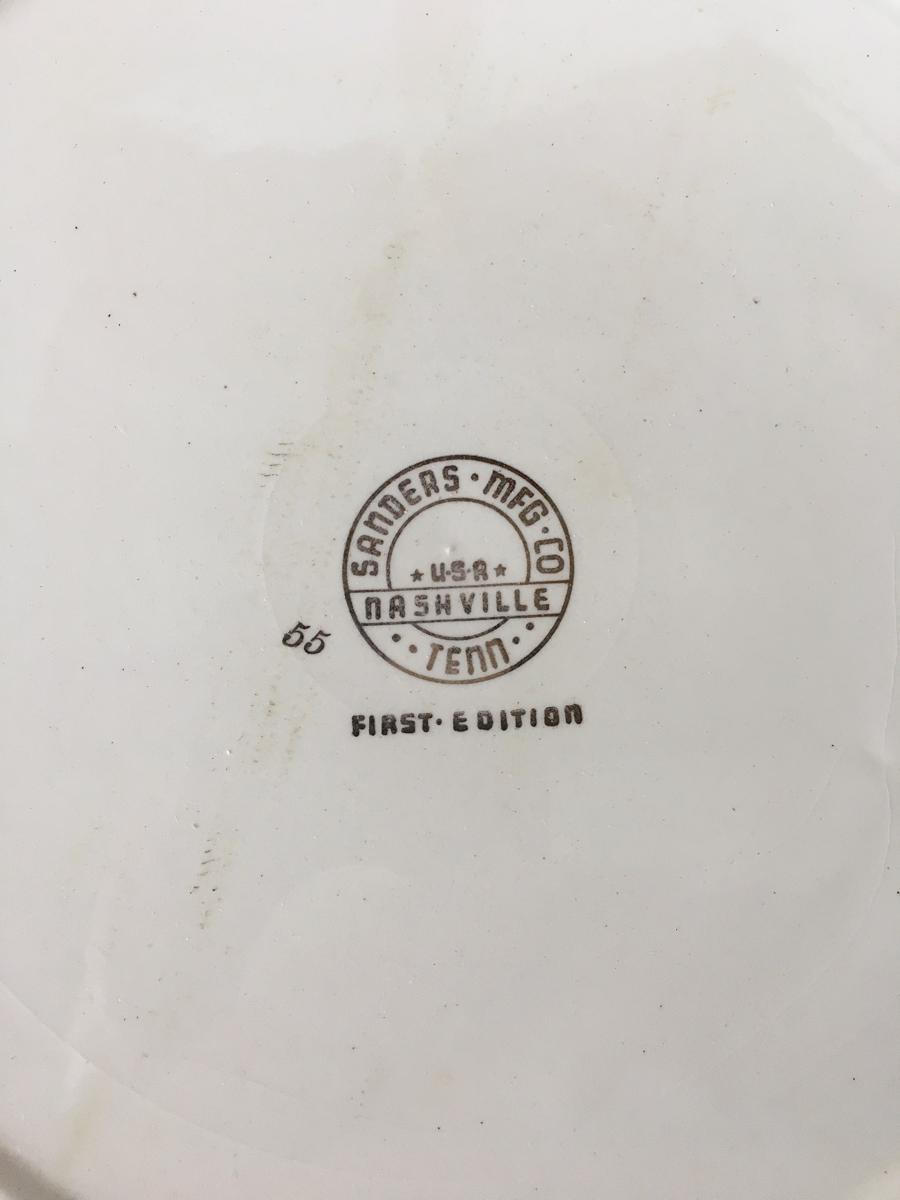 SANDERS · MFG · CO
★ U·S·A ★
NASHVILLE
· · TENN · ·
55
FIRST · EDITION